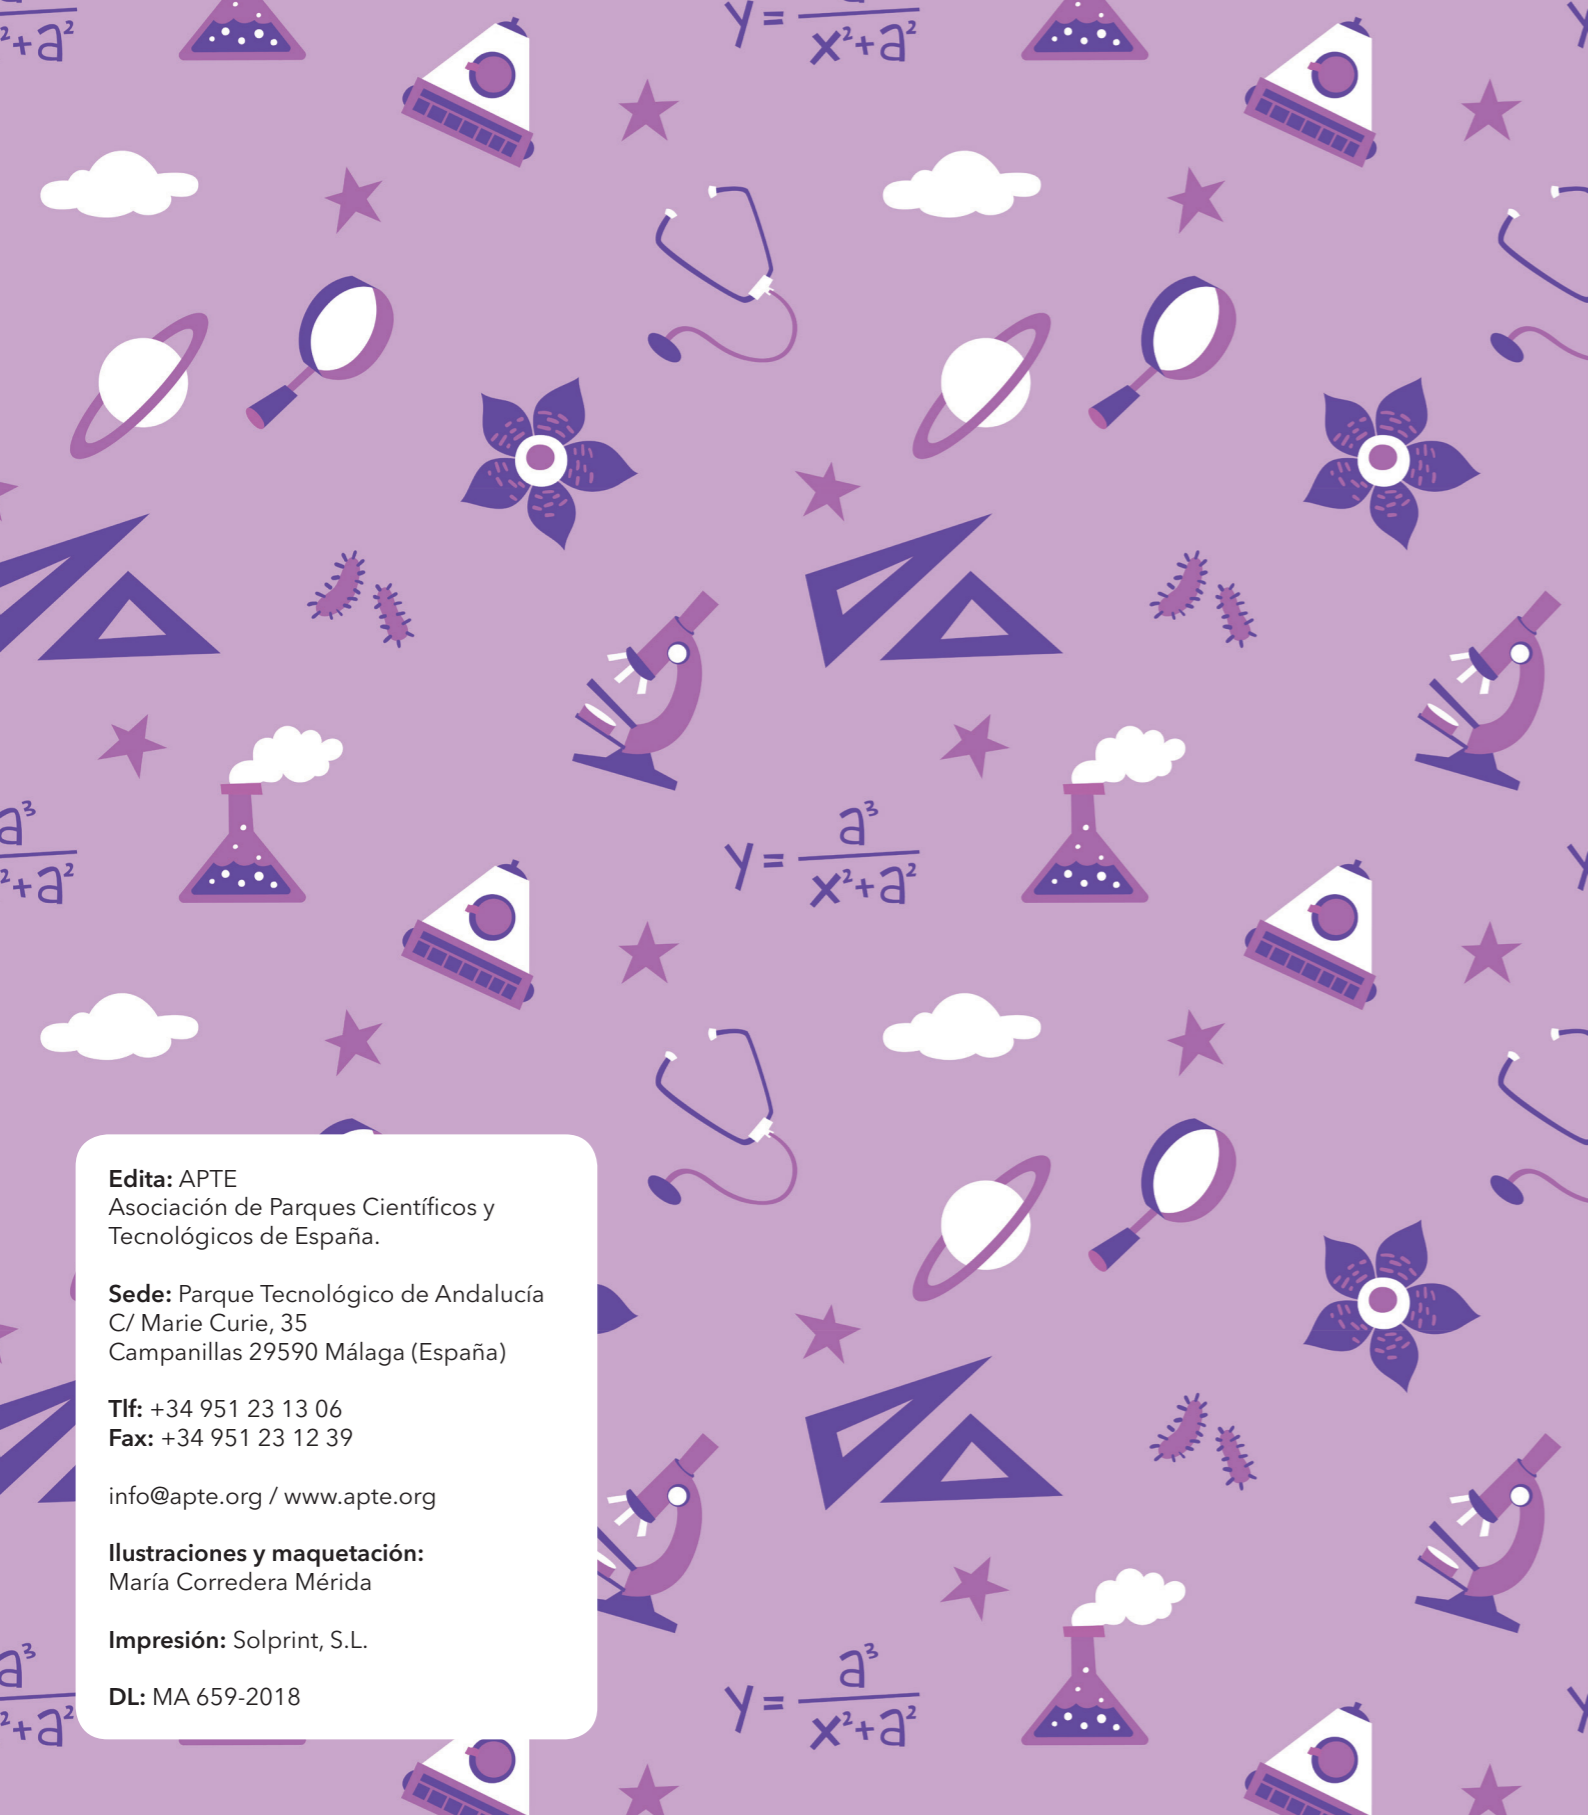 y = a³/x²+a²
Edita: APTE
Asociación de Parques Científicos y
Tecnológicos de España.
Sede: Parque Tecnológico de Andalucía
C/ Marie Curie, 35
Campanillas 29590 Málaga (España)
Tlf: +34 951 23 13 06
Fax: +34 951 23 12 39
info@apte.org / www.apte.org
Ilustraciones y maquetación:
María Corredera Mérida
Impresión: Solprint, S.L.
DL: MA 659-2018
y = a³/x²+a²